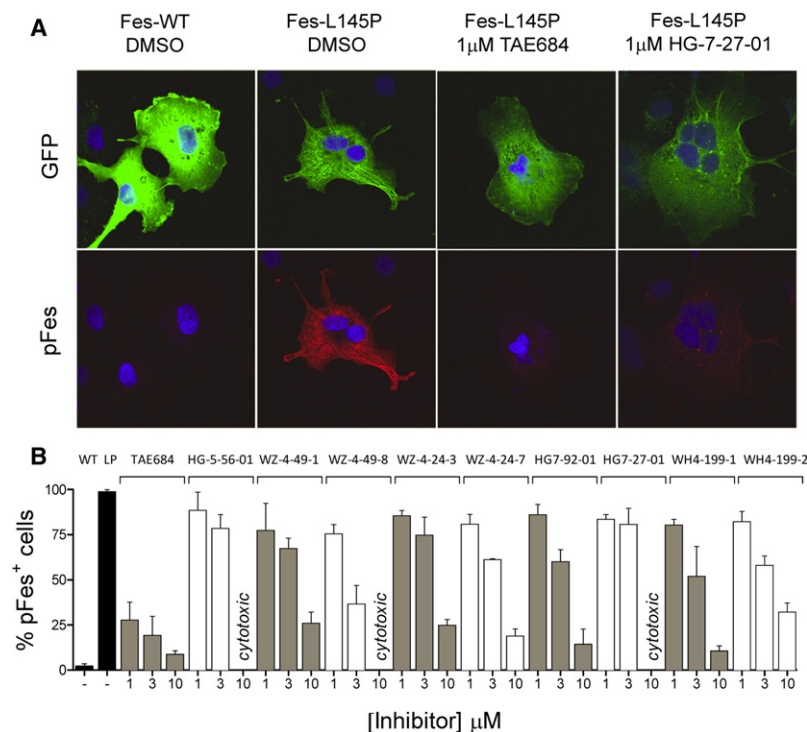 A
Fes-WT
DMSO
Fes-L145P
DMSO
Fes-L145P
1μM TAE684
Fes-L145P
1μM HG-7-27-01
GFP
pFes
B
WT LP TAE684 HG-5-56-01 WZ-4-49-1 WZ-4-49-8 WZ-4-24-3 WZ-4-24-7 HG7-92-01 HG7-27-01 WH4-199-1 WH4-199-2
% pFes+ cells
100
75
50
25
0
cytotoxic
cytotoxic
cytotoxic
- - 1 3 10 1 3 10 1 3 10 1 3 10 1 3 10 1 3 10 1 3 10 1 3 10 1 3 10 1 3 10
[Inhibitor] μM